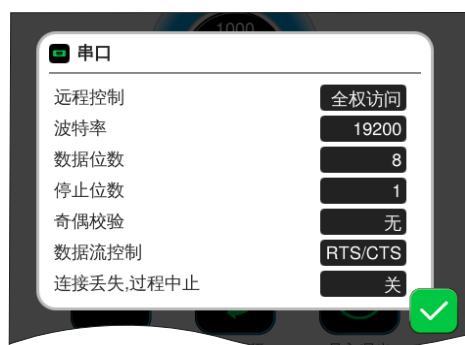 1000
串口
远程控制 全权访问
波特率 19200
数据位数 8
停止位数 1
奇偶校验 无
数据流控制 RTS/CTS
连接丢失,过程中止 关